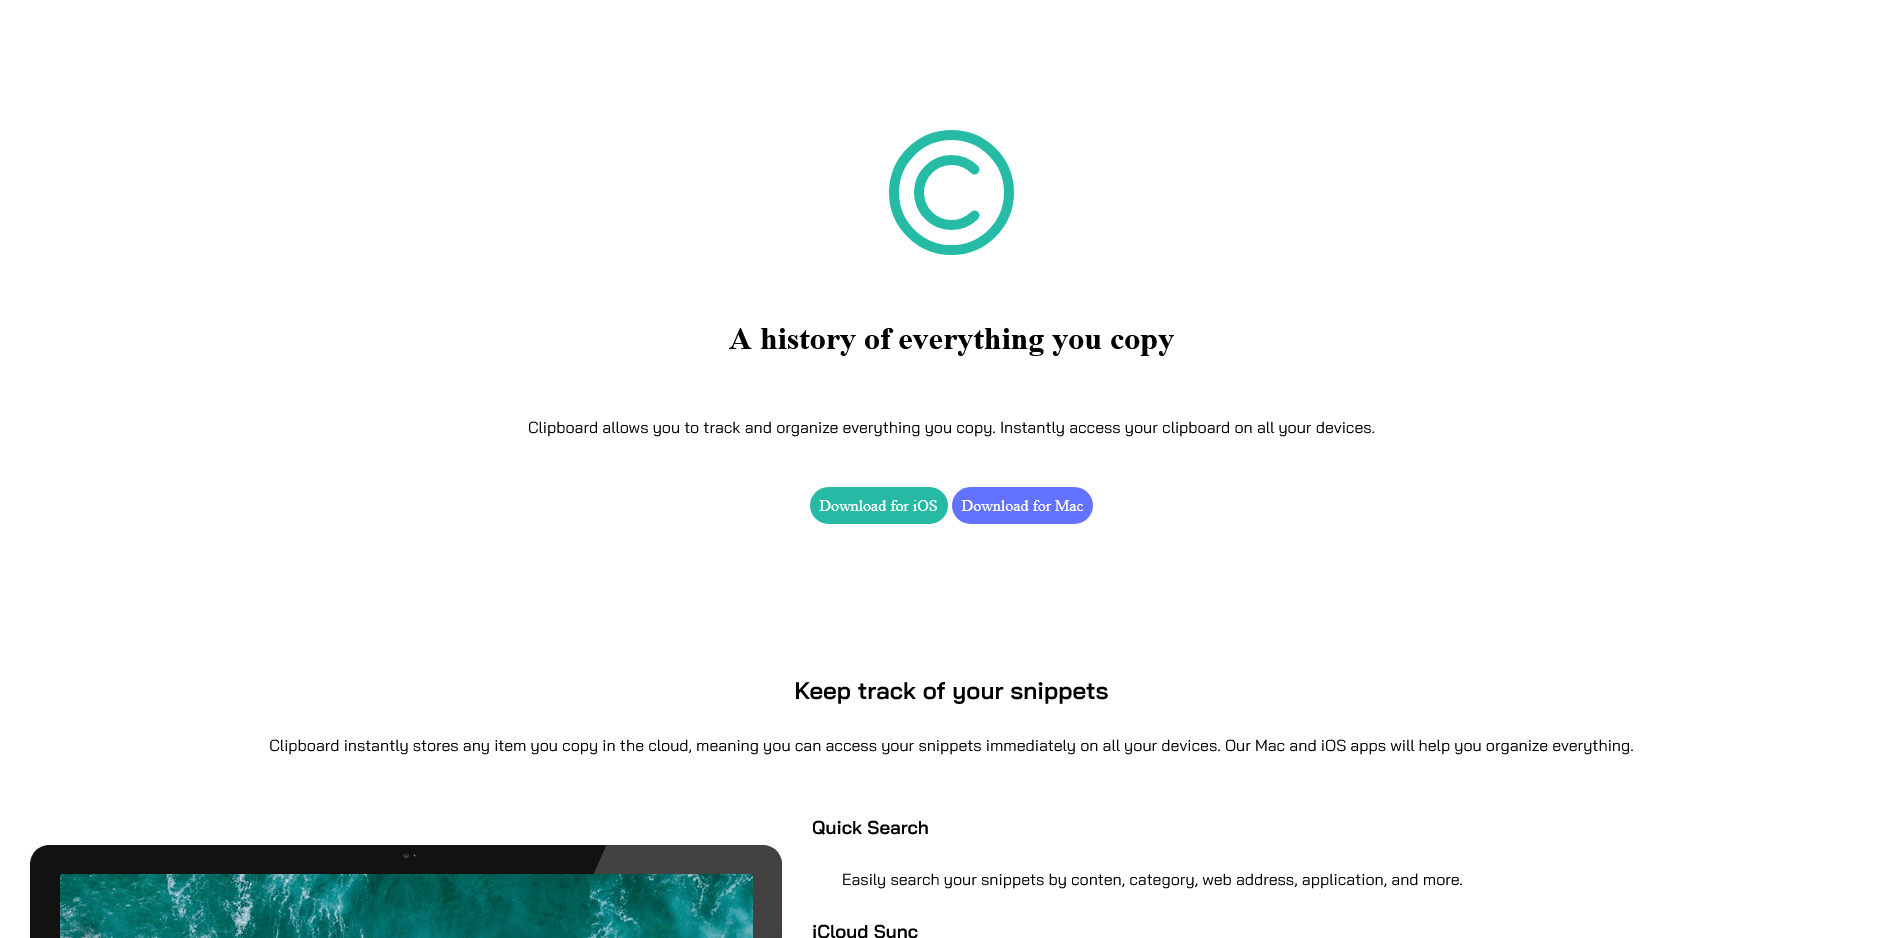 A history of everything you copy
Clipboard allows you to track and organize everything you copy. Instantly access your clipboard on all your devices.
Download for iOS Download for Mac
Keep track of your snippets
Clipboard instantly stores any item you copy in the cloud, meaning you can access your snippets immediately on all your devices. Our Mac and iOS apps will help you organize everything.
Quick Search
Easily search your snippets by conten, category, web address, application, and more.
iCloud Sync